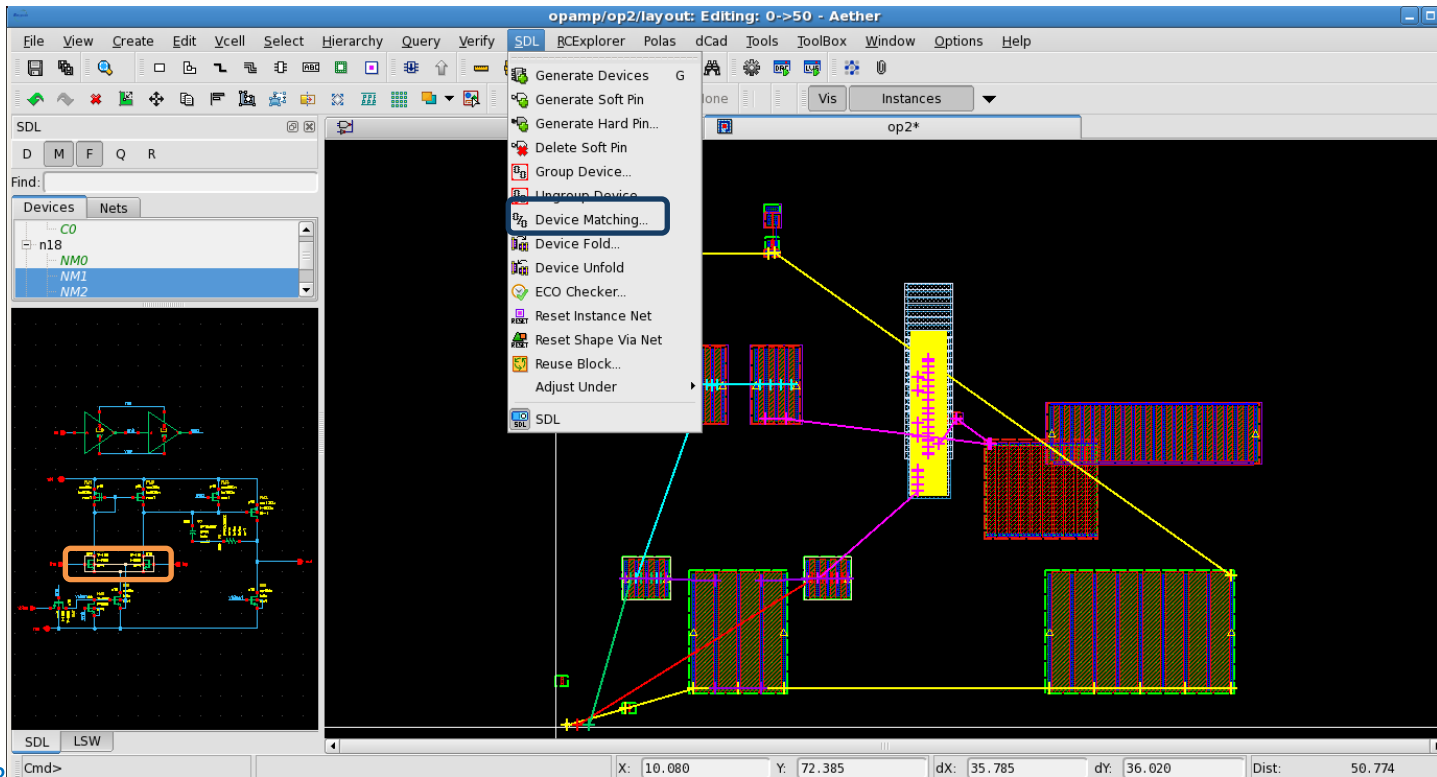 opamp/op2/layout: Editing: 0->50 - Aether
File View Create Edit Vcell Select Hierarchy Query Verify SDL RCExplorer Polas dCad Tools ToolBox Window Options Help
Vis Instances
SDL
op2*
D M F Q R
Find:
Devices Nets
C0
n18
NM0
NM1
NM2
Generate Devices G
Generate Soft Pin
Generate Hard Pin...
Delete Soft Pin
Group Device...
Ungroup Device
Device Matching...
Device Fold...
Device Unfold
ECO Checker...
Reset Instance Net
Reset Shape Via Net
Reuse Block...
Adjust Under
SDL
SDL LSW
Cmd>
X: 10.080 Y: 72.385 dX: 35.785 dY: 36.020 Dist: 50.774